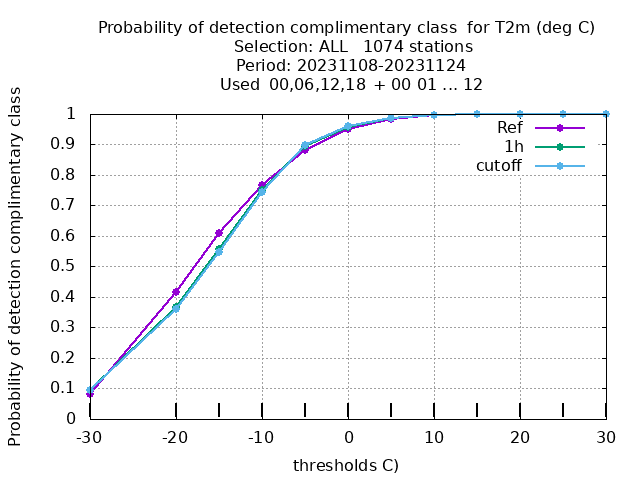 Probability of detection complimentary class  for T2m (deg C)
Selection: ALL   1074 stations
Period: 20231108-20231124
Used  00,06,12,18  + 00 01 ... 12
Probability of detection complimentary class
1
0.9
0.8
0.7
0.6
0.5
0.4
0.3
0.2
0.1
0
Ref
1h
cutoff
-30 -20 -10 0 10 20 30
thresholds C)